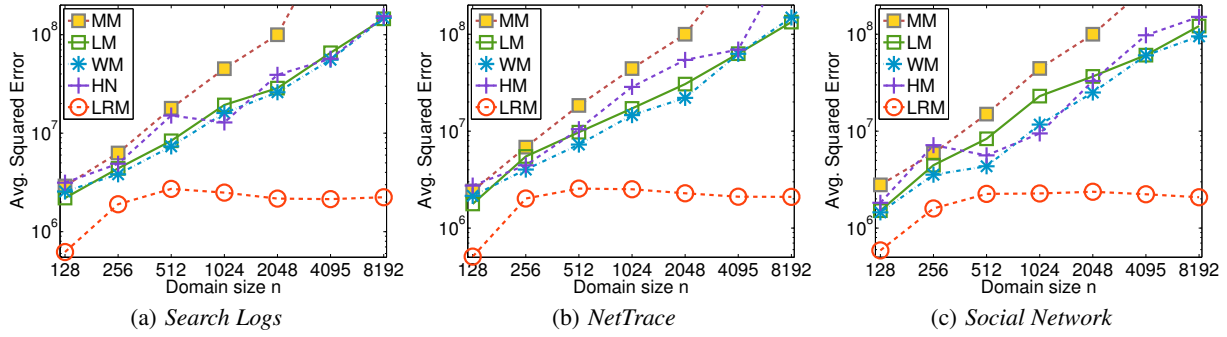 Avg. Squared Error
10^8
10^7
10^6
MM
LM
WM
HN
LRM
128 256 512 1024 2048 4095 8192
Domain size n
(a) Search Logs
Avg. Squared Error
10^8
10^7
10^6
MM
LM
WM
HM
LRM
128 256 512 1024 2048 4095 8192
Domain size n
(b) NetTrace
Avg. Squared Error
10^8
10^7
10^6
MM
LM
WM
HM
LRM
128 256 512 1024 2048 4095 8192
Domain size n
(c) Social Network